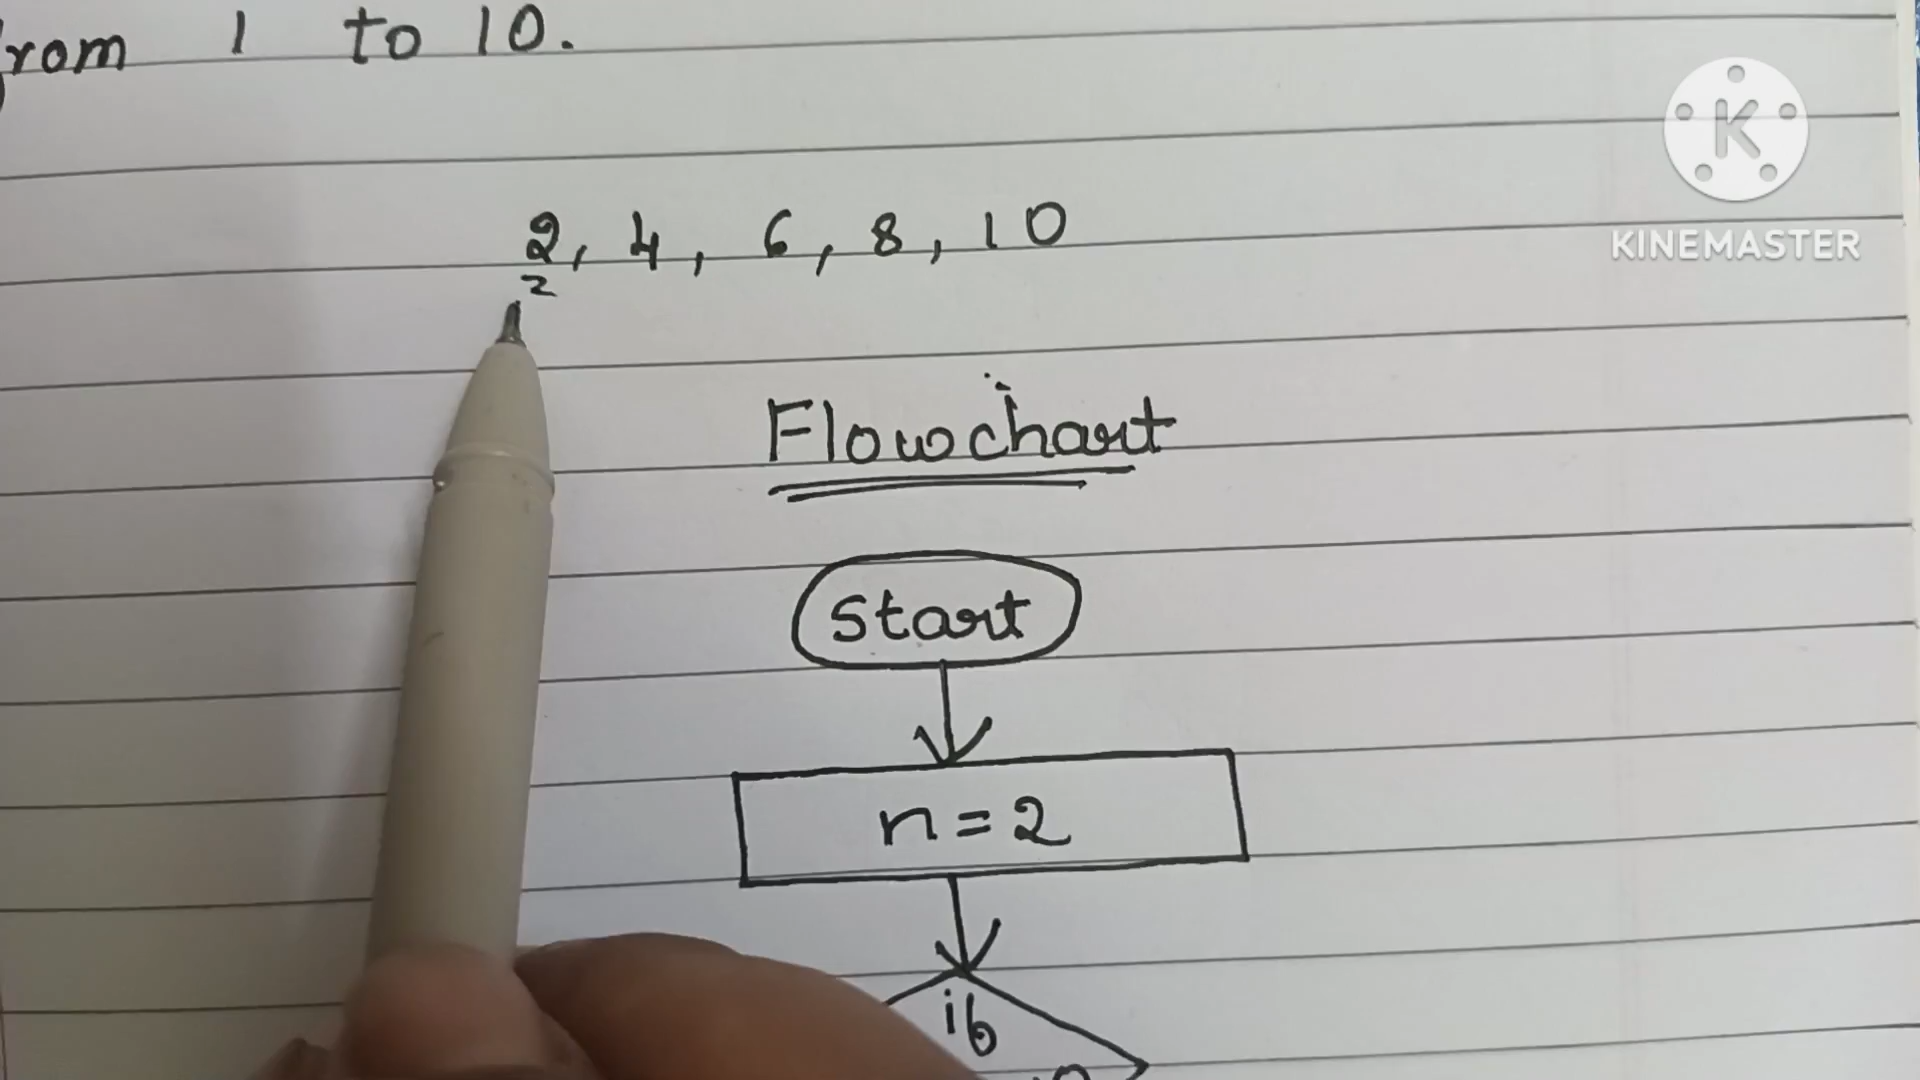 from 1 to 10.
K
KINEMASTER
2, 4, 6, 8, 10
2
Flowchart
Start
n = 2
if